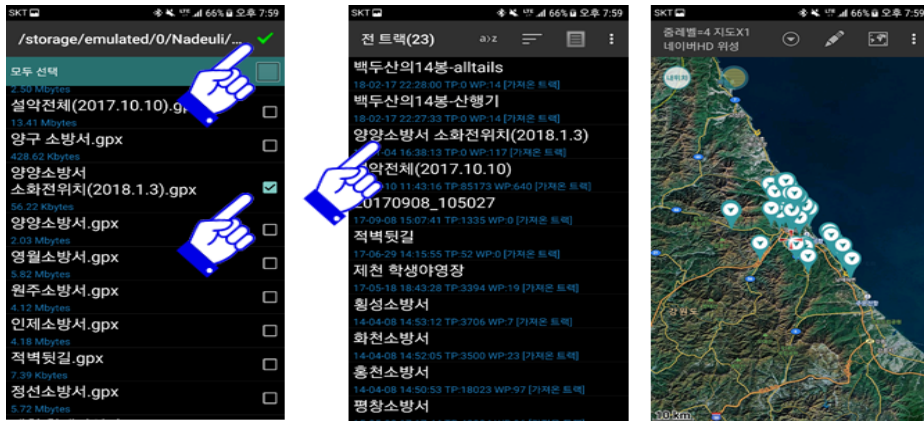 SKT LTE 66% 오후 7:59
/storage/emulated/0/Nadeuli/...
모두 선택
2.50 Mbytes
설악전체(2017.10.10).gp
13.41 Mbytes
양구 소방서.gpx
428.62 Kbytes
양양소방서
소화전위치(2018.1.3).gpx
56.22 Kbytes
양양소방서.gpx
2.03 Mbytes
영월소방서.gpx
5.82 Mbytes
원주소방서.gpx
4.12 Mbytes
인제소방서.gpx
4.18 Mbytes
적벽뒷길.gpx
7.39 Kbytes
정선소방서.gpx
5.72 Mbytes
SKT LTE 66% 오후 7:59
전 트랙(23) a>z
백두산의14봉-alltails
18-02-17 22:28:00 TP:0 WP:14 [가져온 트랙]
백두산의14봉-산행기
18-02-17 22:27:33 TP:0 WP:14 [가져온 트랙]
양양소방서 소화전위치(2018.1.3)
-04 16:38:13 TP:0 WP:117 [가져온 트랙]
악전체(2017.10.10)
10 11:43:16 TP:85173 WP:640 [가져온 트랙]
20170908_105027
17-09-08 15:07:41 TP:1335 WP:0 [가져온 트랙]
적벽뒷길
17-06-29 14:15:55 TP:52 WP:0 [가져온 트랙]
제천 학생야영장
17-05-18 18:43:28 TP:3394 WP:19 [가져온 트랙]
횡성소방서
14-04-08 14:53:12 TP:3706 WP:7 [가져온 트랙]
화천소방서
14-04-08 14:52:05 TP:3500 WP:23 [가져온 트랙]
홍천소방서
14-04-08 14:50:53 TP:18023 WP:97 [가져온 트랙]
평창소방서
SKT LTE 66% 오후 7:59
줌레벨=4 지도X1
네이버HD 위성
내위치
강원도
10 km